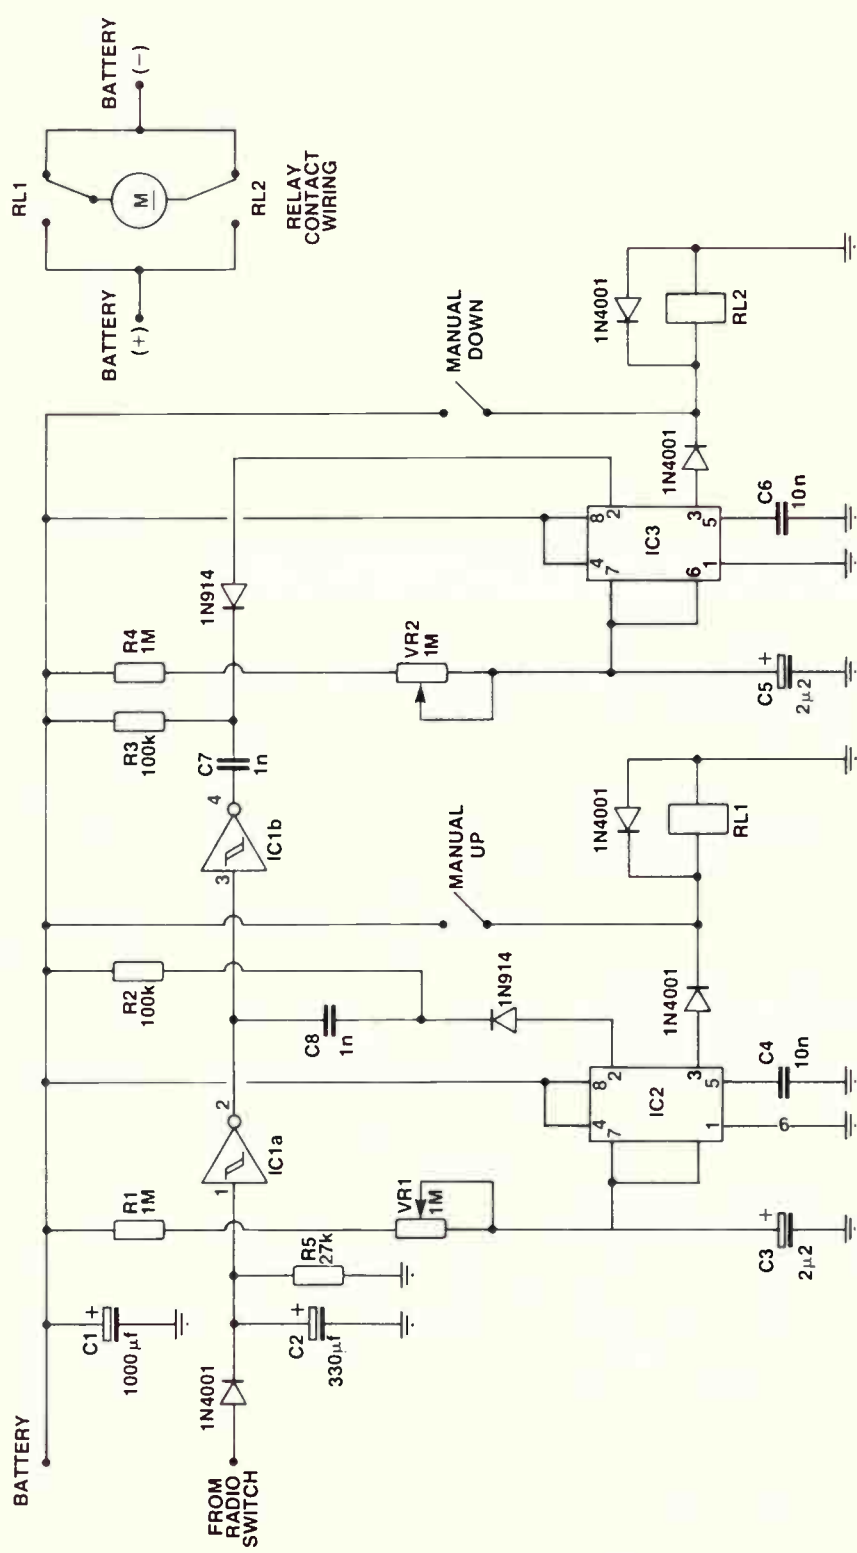 BATTERY
FROM
RADIO
SWITCH
1N4001
C1
+
1000µf
C2
+
330µf
R5
27k
R1
1M
1
2
IC1a
VR1
1M
C3
+
2µ2
4
8
7
2
IC2
3
1
5
6
C4
10n
R2
100k
C8
1n
1N914
1N4001
MANUAL
UP
1N4001
RL1
3
4
IC1b
C7
1n
R3
100k
R4
1M
1N914
VR2
1M
C5
+
2µ2
4
8
7
2
IC3
6
3
1
5
C6
10n
1N4001
MANUAL
DOWN
1N4001
RL2
BATTERY
(+)
RL1
M
RL2
BATTERY
(−)
RELAY
CONTACT
WIRING